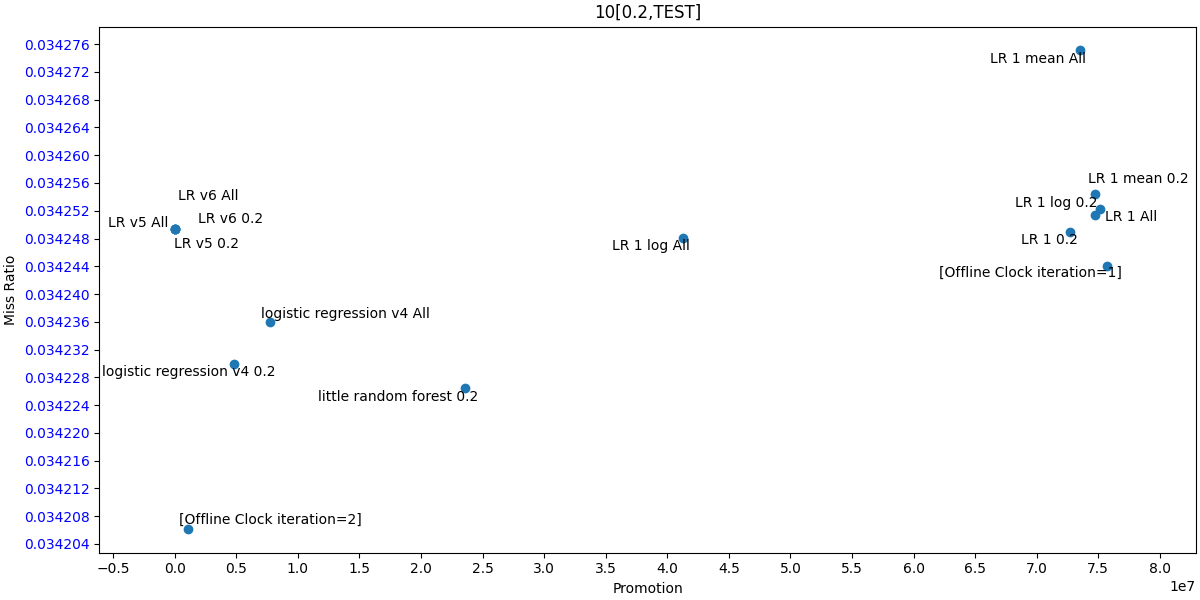 10[0.2,TEST]
0.034276
0.034272
0.034268
0.034264
0.034260
0.034256
0.034252
0.034248
0.034244
0.034240
0.034236
0.034232
0.034228
0.034224
0.034220
0.034216
0.034212
0.034208
0.034204
Miss Ratio
LR 1 mean All
LR 1 mean 0.2
LR v6 All
LR 1 log 0.2
LR v5 All
LR v6 0.2
LR 1 All
LR v5 0.2
LR 1 log All
LR 1 0.2
[Offline Clock iteration=1]
logistic regression v4 All
logistic regression v4 0.2
little random forest 0.2
[Offline Clock iteration=2]
−0.5 0.0 0.5 1.0 1.5 2.0 2.5 3.0 3.5 4.0 4.5 5.0 5.5 6.0 6.5 7.0 7.5 8.0
1e7
Promotion